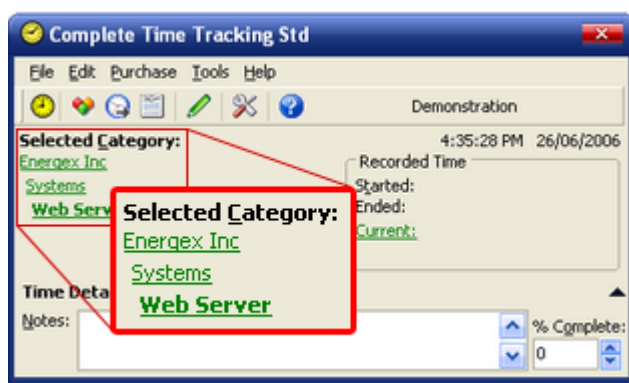 Complete Time Tracking Std
File Edit Purchase Tools Help
Demonstration
Selected Category:
Energex Inc
Systems
Web Serv
4:35:28 PM 26/06/2006
Recorded Time
Started:
Ended:
Current:
Selected Category:
Energex Inc
Systems
Web Server
Time Deta
Notes:
% Complete:
0